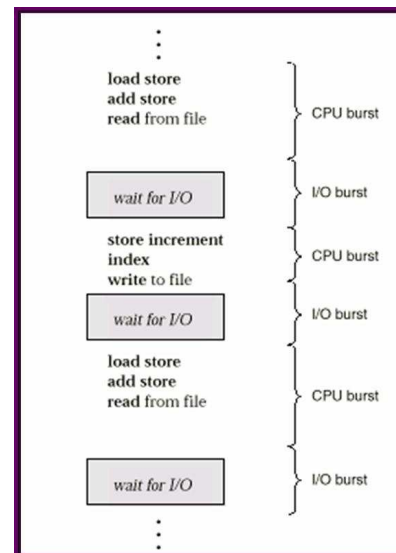 load store
add store
read from file
CPU burst
wait for I/O
I/O burst
store increment
index
write to file
CPU burst
wait for I/O
I/O burst
load store
add store
read from file
CPU burst
wait for I/O
I/O burst